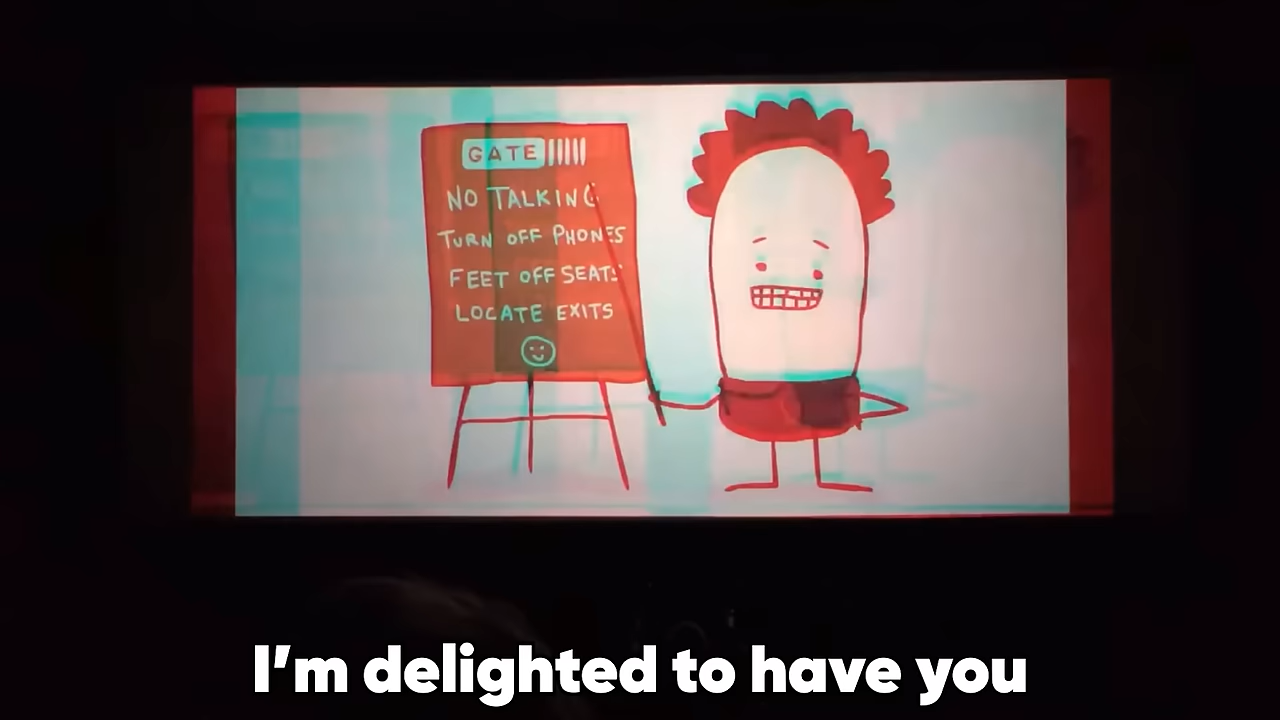 GATE
NO TALKING
TURN OFF PHONES
FEET OFF SEATS
LOCATE EXITS
I'm delighted to have you